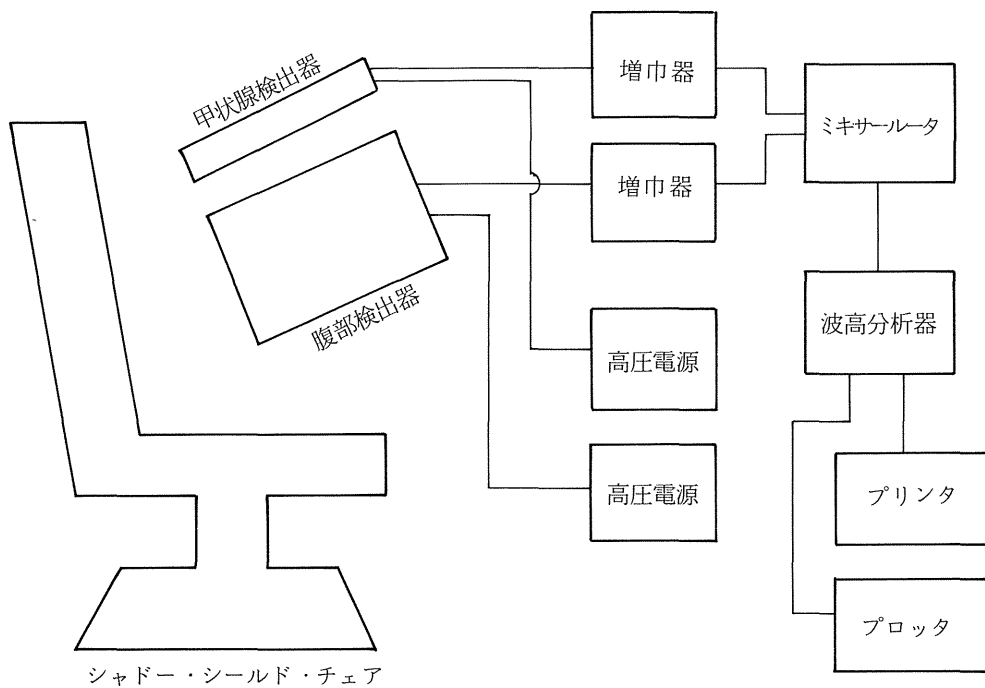 甲状腺検出器
増巾器
ミキサールータ
増巾器
腹部検出器
波高分析器
高圧電源
高圧電源
プリンタ
プロッタ
シャドー・シールド・チェア